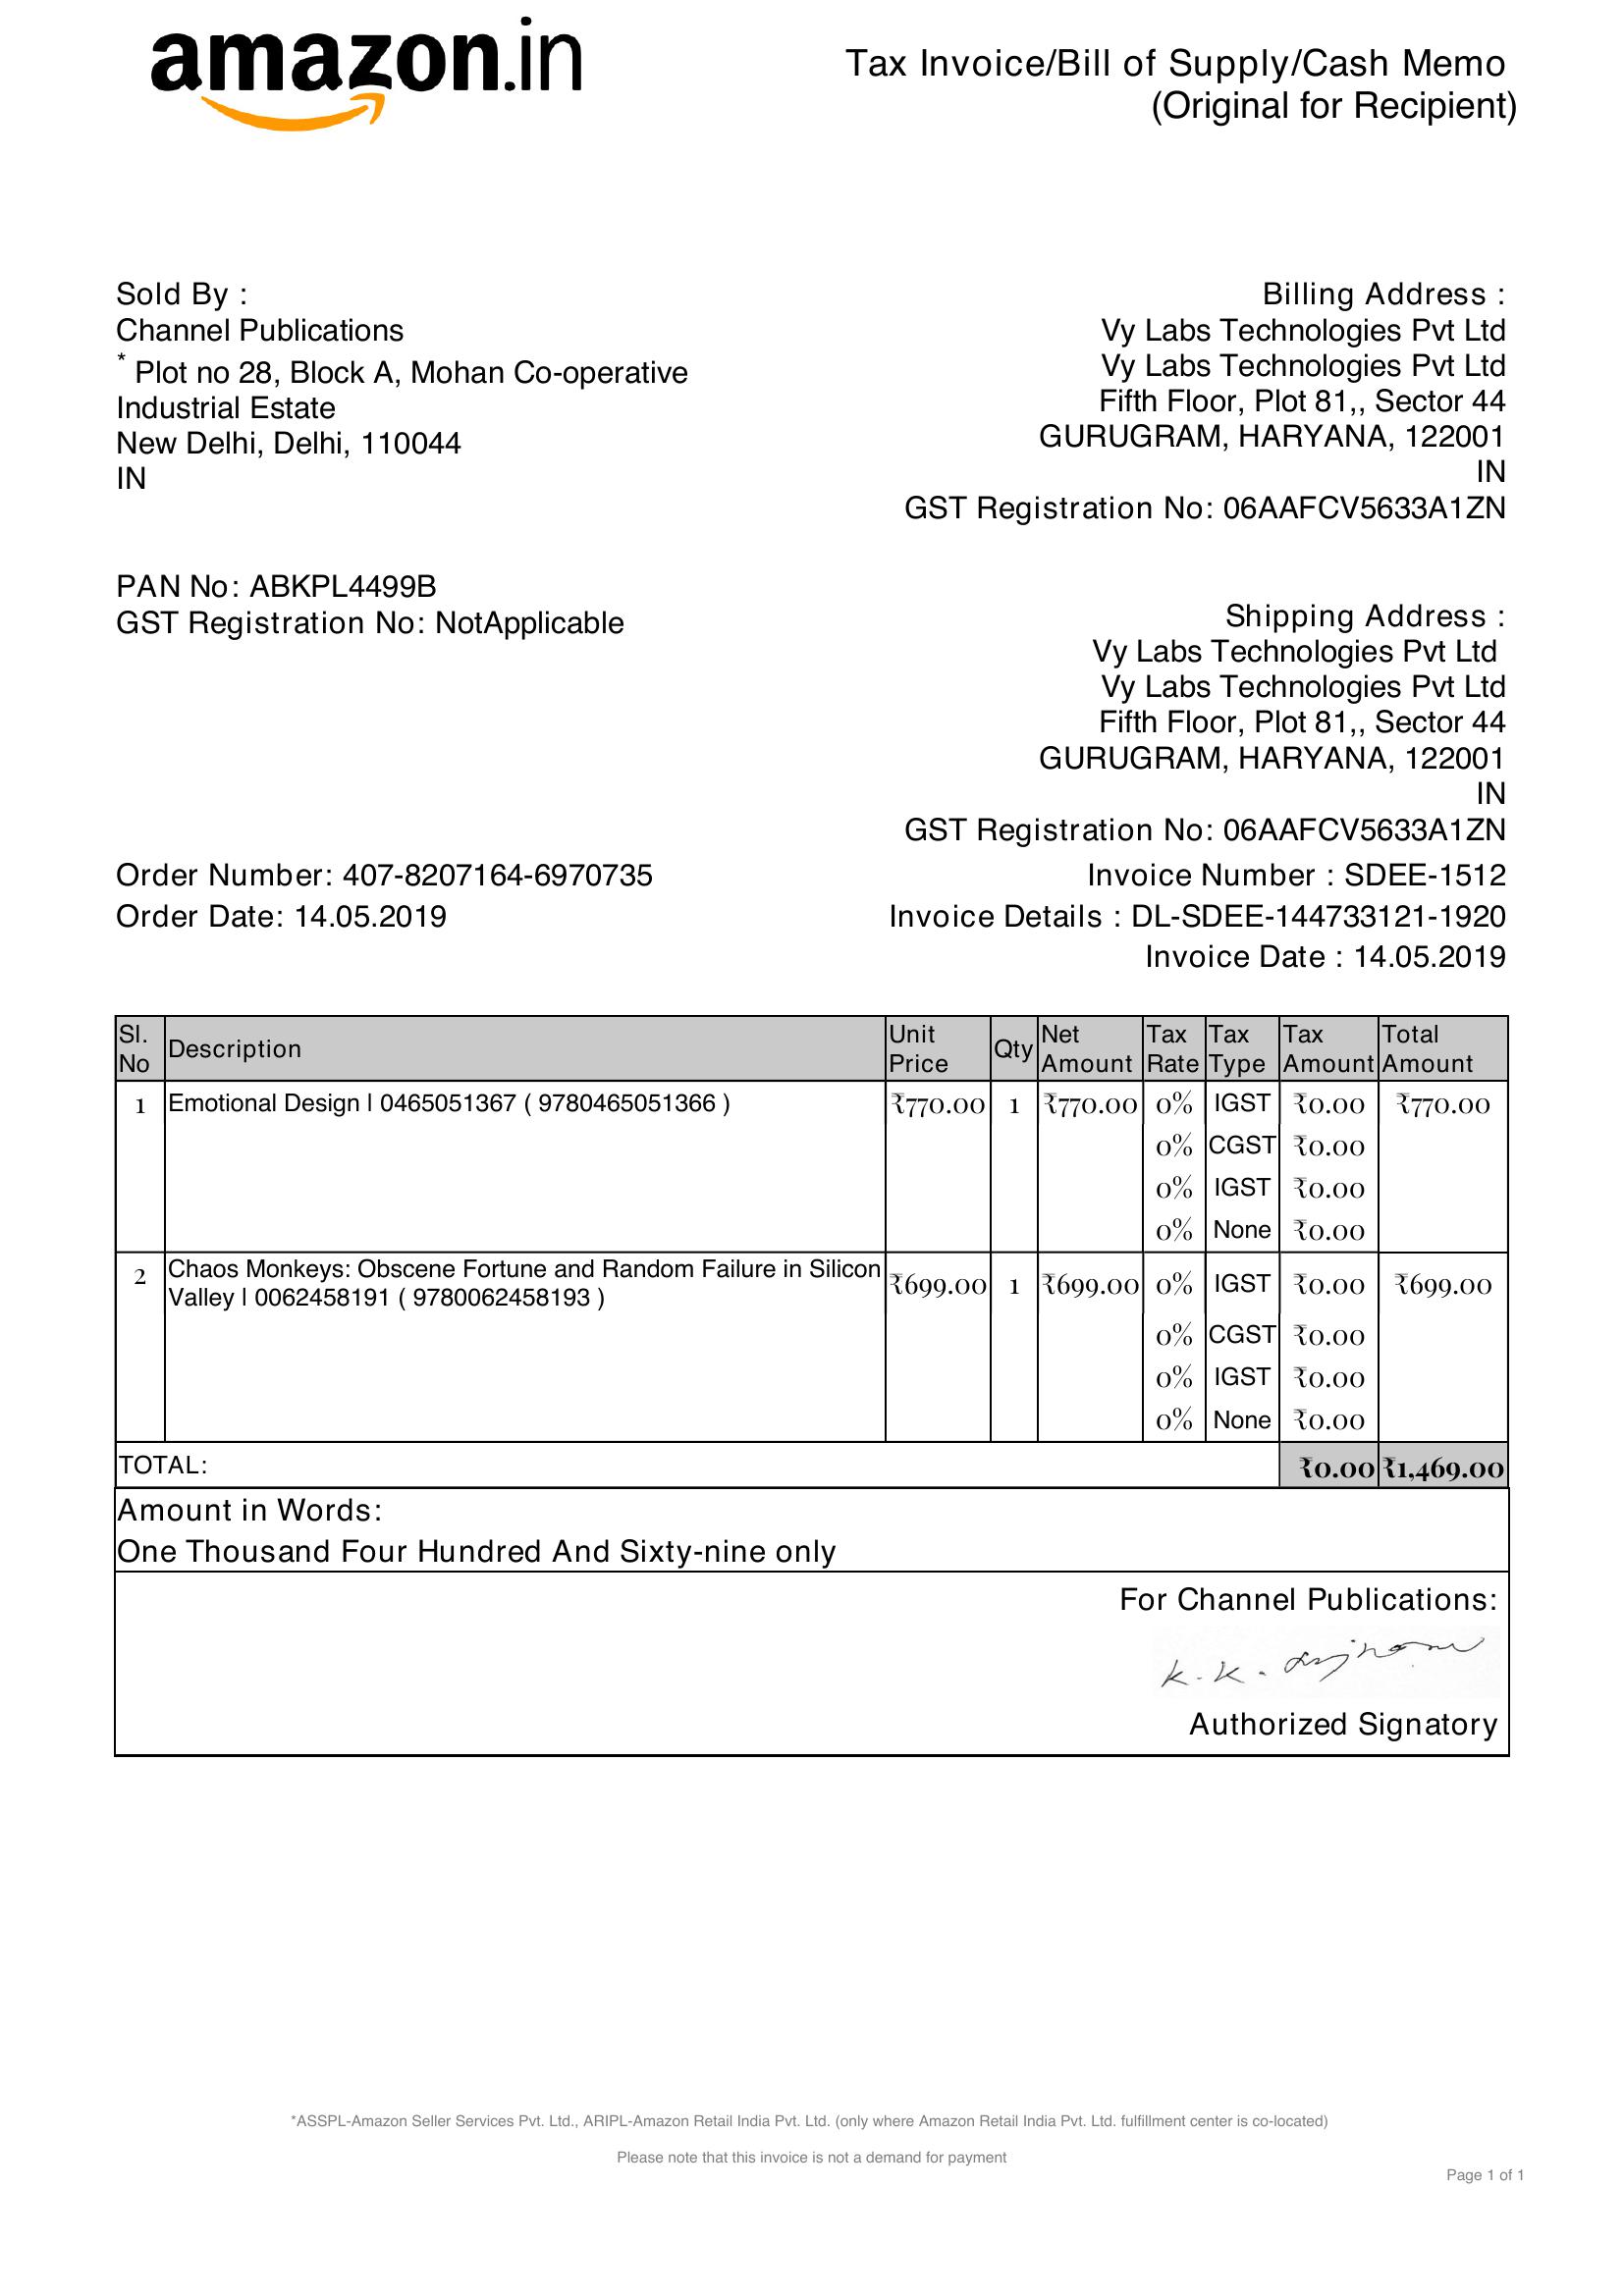 amazon.in
Tax Invoice/Bill of Supply/Cash Memo
(Original for Recipient)
Sold By :
Channel Publications
* Plot no 28, Block A, Mohan Co-operative
Industrial Estate
New Delhi, Delhi, 110044
IN
PAN No: ABKPL4499B
GST Registration No: NotApplicable
Billing Address :
Vy Labs Technologies Pvt Ltd
Vy Labs Technologies Pvt Ltd
Fifth Floor, Plot 81,, Sector 44
GURUGRAM, HARYANA, 122001
IN
GST Registration No: 06AAFCV5633A1ZN
Shipping Address :
Vy Labs Technologies Pvt Ltd
Vy Labs Technologies Pvt Ltd
Fifth Floor, Plot 81,, Sector 44
GURUGRAM, HARYANA, 122001
IN
GST Registration No: 06AAFCV5633A1ZN
Order Number: 407-8207164-6970735
Order Date: 14.05.2019
Invoice Number : SDEE-1512
Invoice Details : DL-SDEE-144733121-1920
Invoice Date : 14.05.2019
Sl. No Description Unit Price Qty Net Amount Tax Rate Tax Type Tax Amount Total Amount
1 Emotional Design | 0465051367 ( 9780465051366 ) ₹770.00 1 ₹770.00 0% IGST ₹0.00 ₹770.00
0% CGST ₹0.00
0% IGST ₹0.00
0% None ₹0.00
2 Chaos Monkeys: Obscene Fortune and Random Failure in Silicon
Valley | 0062458191 ( 9780062458193 ) ₹699.00 1 ₹699.00 0% IGST ₹0.00 ₹699.00
0% CGST ₹0.00
0% IGST ₹0.00
0% None ₹0.00
TOTAL: ₹0.00 ₹1,469.00
Amount in Words:
One Thousand Four Hundred And Sixty-nine only
For Channel Publications:
K. K.
Authorized Signatory
*ASSPL-Amazon Seller Services Pvt. Ltd., ARIPL-Amazon Retail India Pvt. Ltd. (only where Amazon Retail India Pvt. Ltd. fulfillment center is co-located)
Please note that this invoice is not a demand for payment
Page 1 of 1